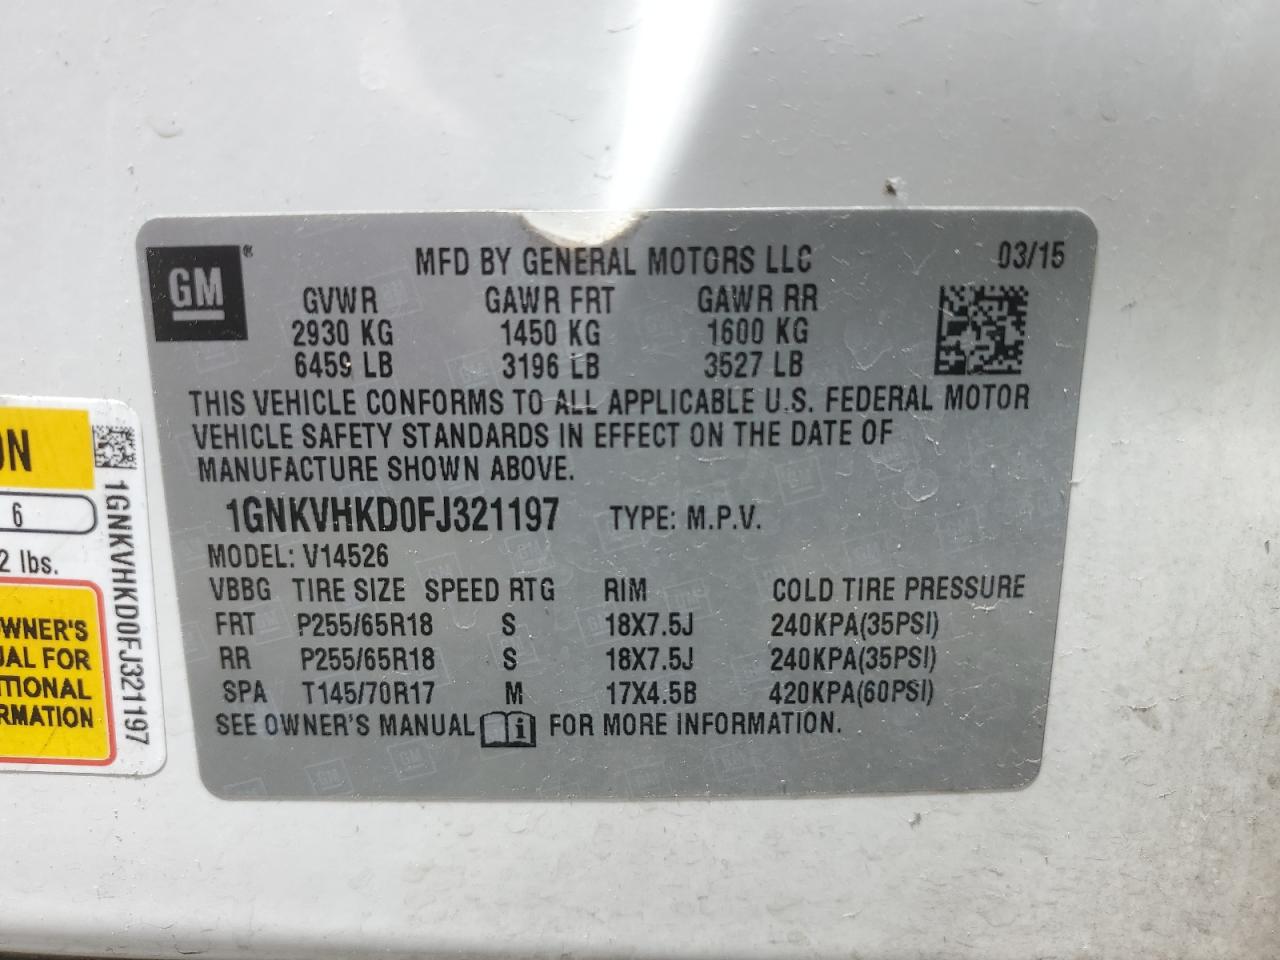 GM ®
MFD BY GENERAL MOTORS LLC 03/15
GVWR GAWR FRT GAWR RR
2930 KG 1450 KG 1600 KG
6459 LB 3196 LB 3527 LB
THIS VEHICLE CONFORMS TO ALL APPLICABLE U.S. FEDERAL MOTOR
VEHICLE SAFETY STANDARDS IN EFFECT ON THE DATE OF
MANUFACTURE SHOWN ABOVE.
1GNKVHKD0FJ321197 TYPE: M.P.V.
MODEL: V14526
VBBG TIRE SIZE SPEED RTG RIM COLD TIRE PRESSURE
FRT P255/65R18 S 18X7.5J 240KPA(35PSI)
RR P255/65R18 S 18X7.5J 240KPA(35PSI)
SPA T145/70R17 M 17X4.5B 420KPA(60PSI)
SEE OWNER'S MANUAL i FOR MORE INFORMATION.
ON
6
2 lbs.
WNER'S
UAL FOR
ITIONAL
RMATION
1GNKVHKD0FJ321197